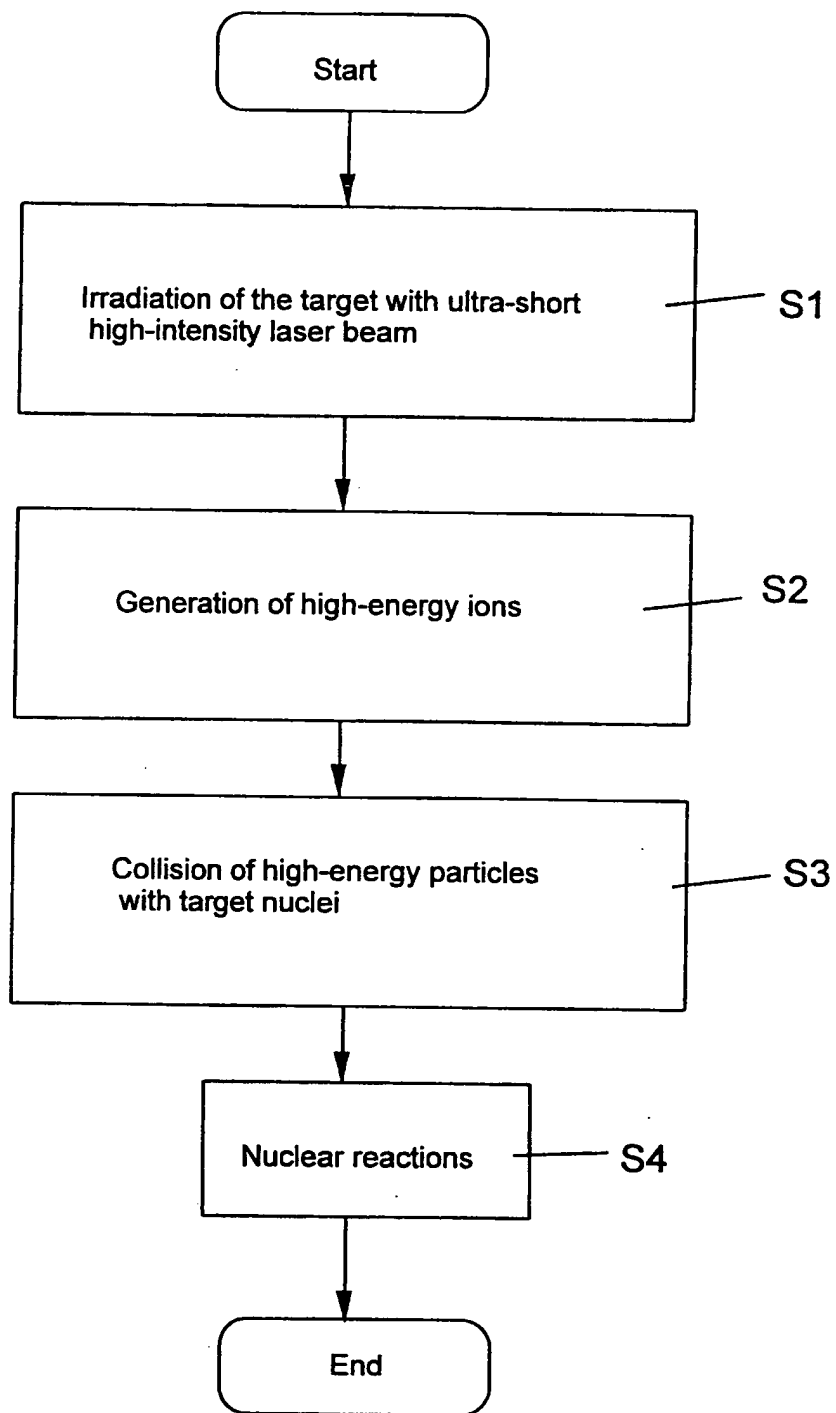 Start
Irradiation of the target with ultra-short
high-intensity laser beam
S1
Generation of high-energy ions
S2
Collision of high-energy particles
with target nuclei
S3
Nuclear reactions
S4
End